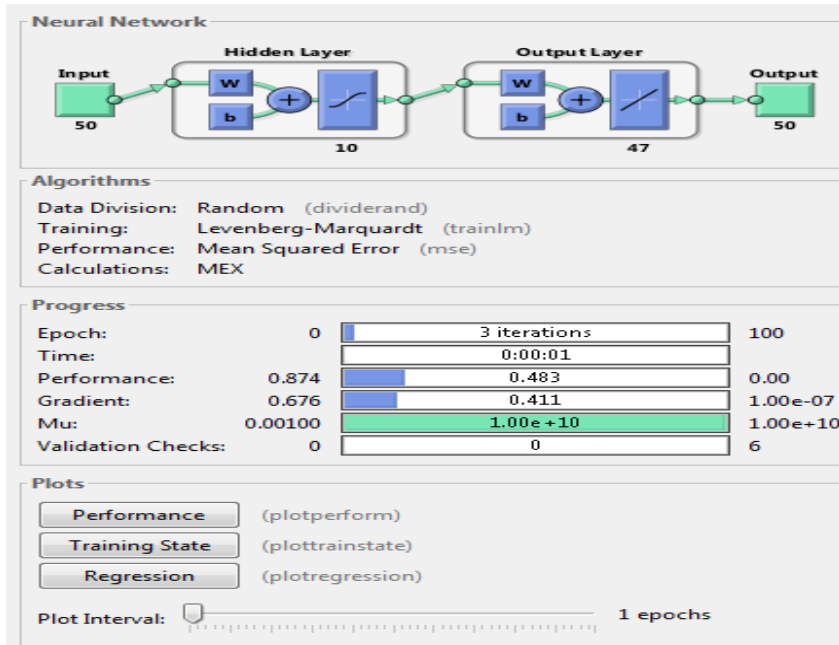 Neural Network
Hidden Layer Output Layer
Input Output
W W
b b
50 10 47 50
Algorithms
Data Division: Random (dividerand)
Training: Levenberg-Marquardt (trainlm)
Performance: Mean Squared Error (mse)
Calculations: MEX
Progress
Epoch: 0 3 iterations 100
Time: 0:00:01
Performance: 0.874 0.483 0.00
Gradient: 0.676 0.411 1.00e-07
Mu: 0.00100 1.00e+10 1.00e+10
Validation Checks: 0 0 6
Plots
Performance (plotperform)
Training State (plottrainstate)
Regression (plotregression)
Plot Interval: 1 epochs